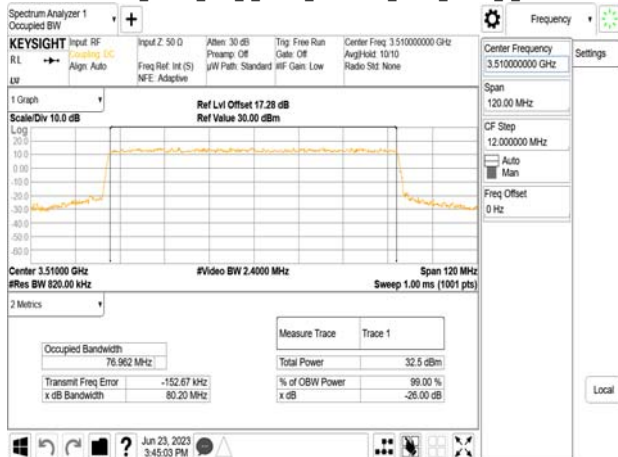 Spectrum Analyzer 1
Occupied BW
+
Frequency
KEYSIGHT
Input: RF
Coupling: DC
Align: Auto
Input Z: 50 Ω
Freq Ref: Int (S)
NFE: Adaptive
Atten: 30 dB
Preamp: Off
µW Path: Standard
Trig: Free Run
Gate: Off
#IF Gain: Low
Center Freq: 3.510000000 GHz
Avg|Hold: 10/10
Radio Std: None
RL
Center Frequency
3.510000000 GHz
Settings
Span
120.00 MHz
CF Step
12.000000 MHz
Auto
Man
Freq Offset
0 Hz
Local
1 Graph
Scale/Div 10.0 dB
Ref Lvl Offset 17.28 dB
Ref Value 30.00 dBm
Log
20.0
10.0
0.00
-10.0
-20.0
-30.0
-40.0
-50.0
-60.0
Center 3.51000 GHz
#Res BW 820.00 kHz
#Video BW 2.4000 MHz
Span 120 MHz
Sweep 1.00 ms (1001 pts)
2 Metrics
Measure Trace Trace 1
Occupied Bandwidth
76.962 MHz
Total Power 32.5 dBm
Transmit Freq Error -152.67 kHz
% of OBW Power 99.00 %
x dB Bandwidth 80.20 MHz
x dB -26.00 dB
?
Jun 23, 2023
3:45:03 PM